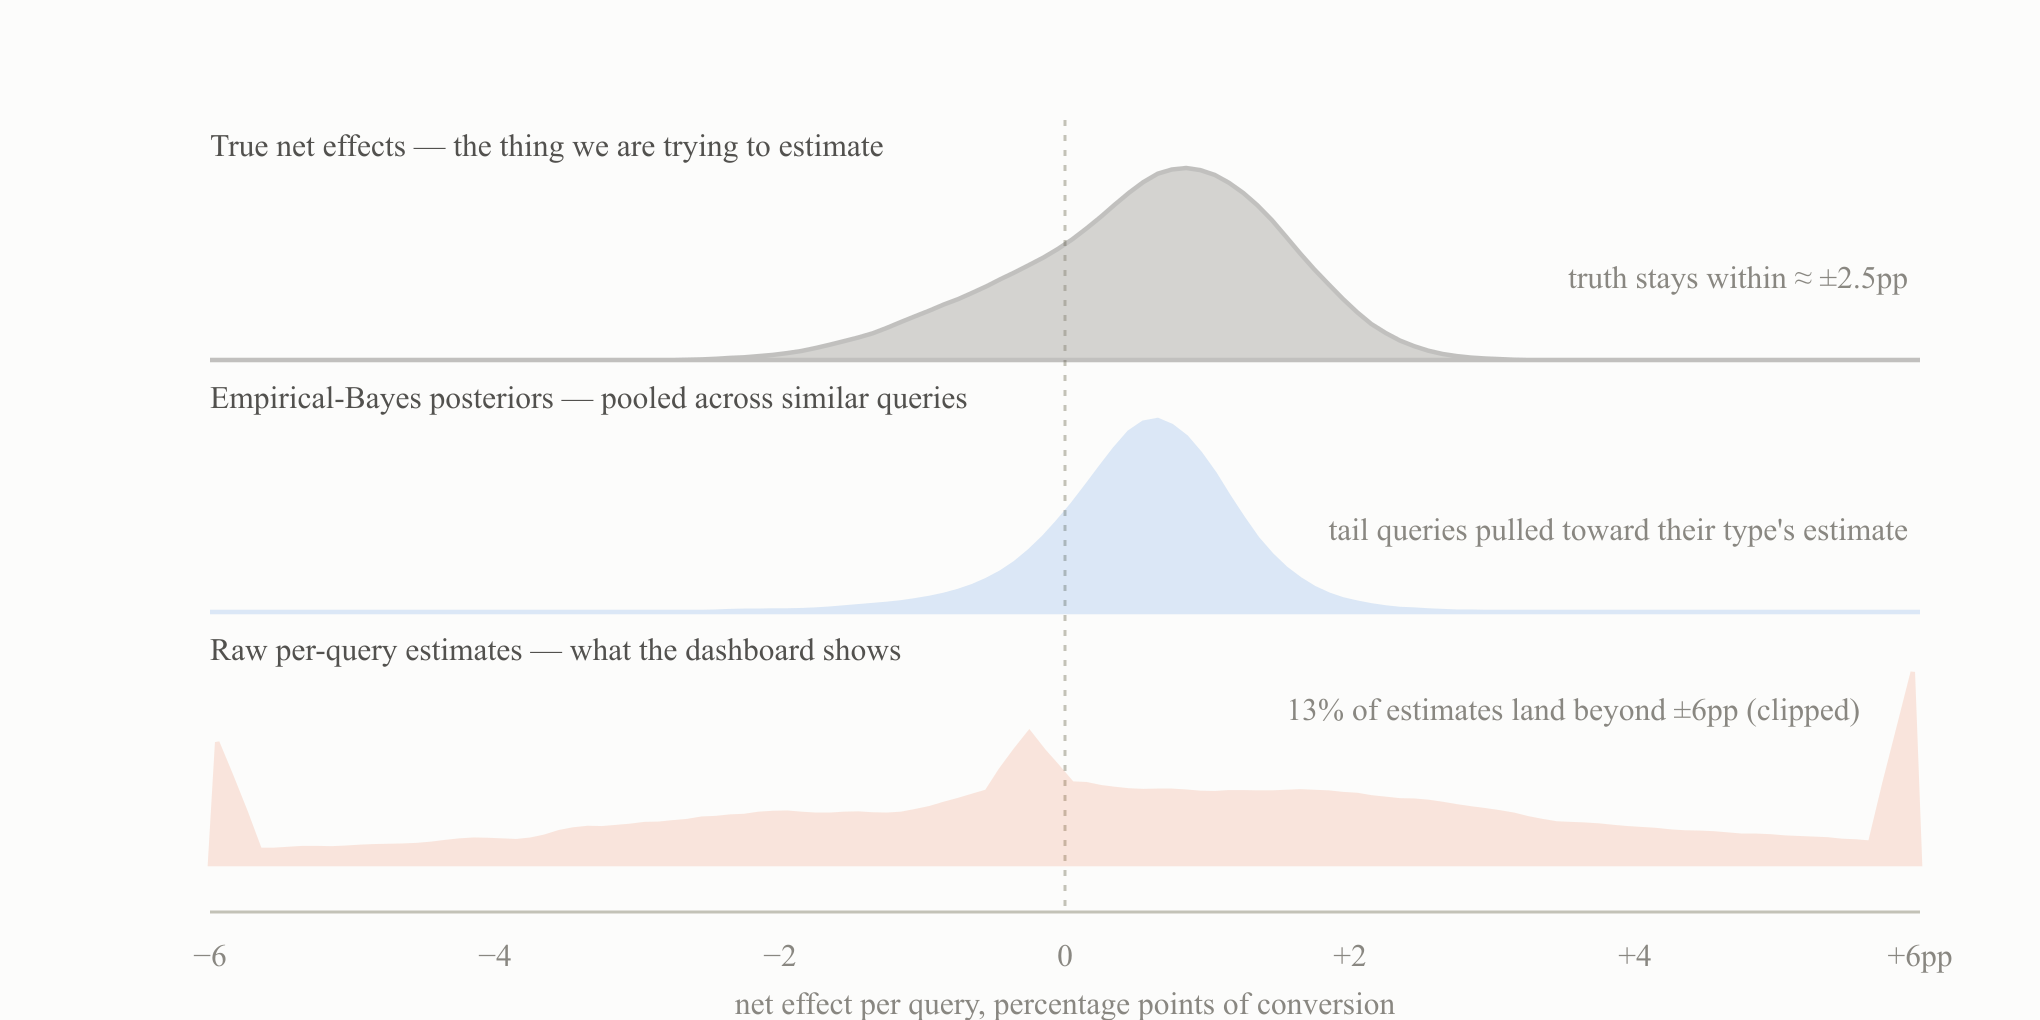 True net effects — the thing we are trying to estimate
truth stays within ≈ ±2.5pp
Empirical-Bayes posteriors — pooled across similar queries
tail queries pulled toward their type's estimate
Raw per-query estimates — what the dashboard shows
13% of estimates land beyond ±6pp (clipped)
−6 −4 −2 0 +2 +4 +6pp
net effect per query, percentage points of conversion